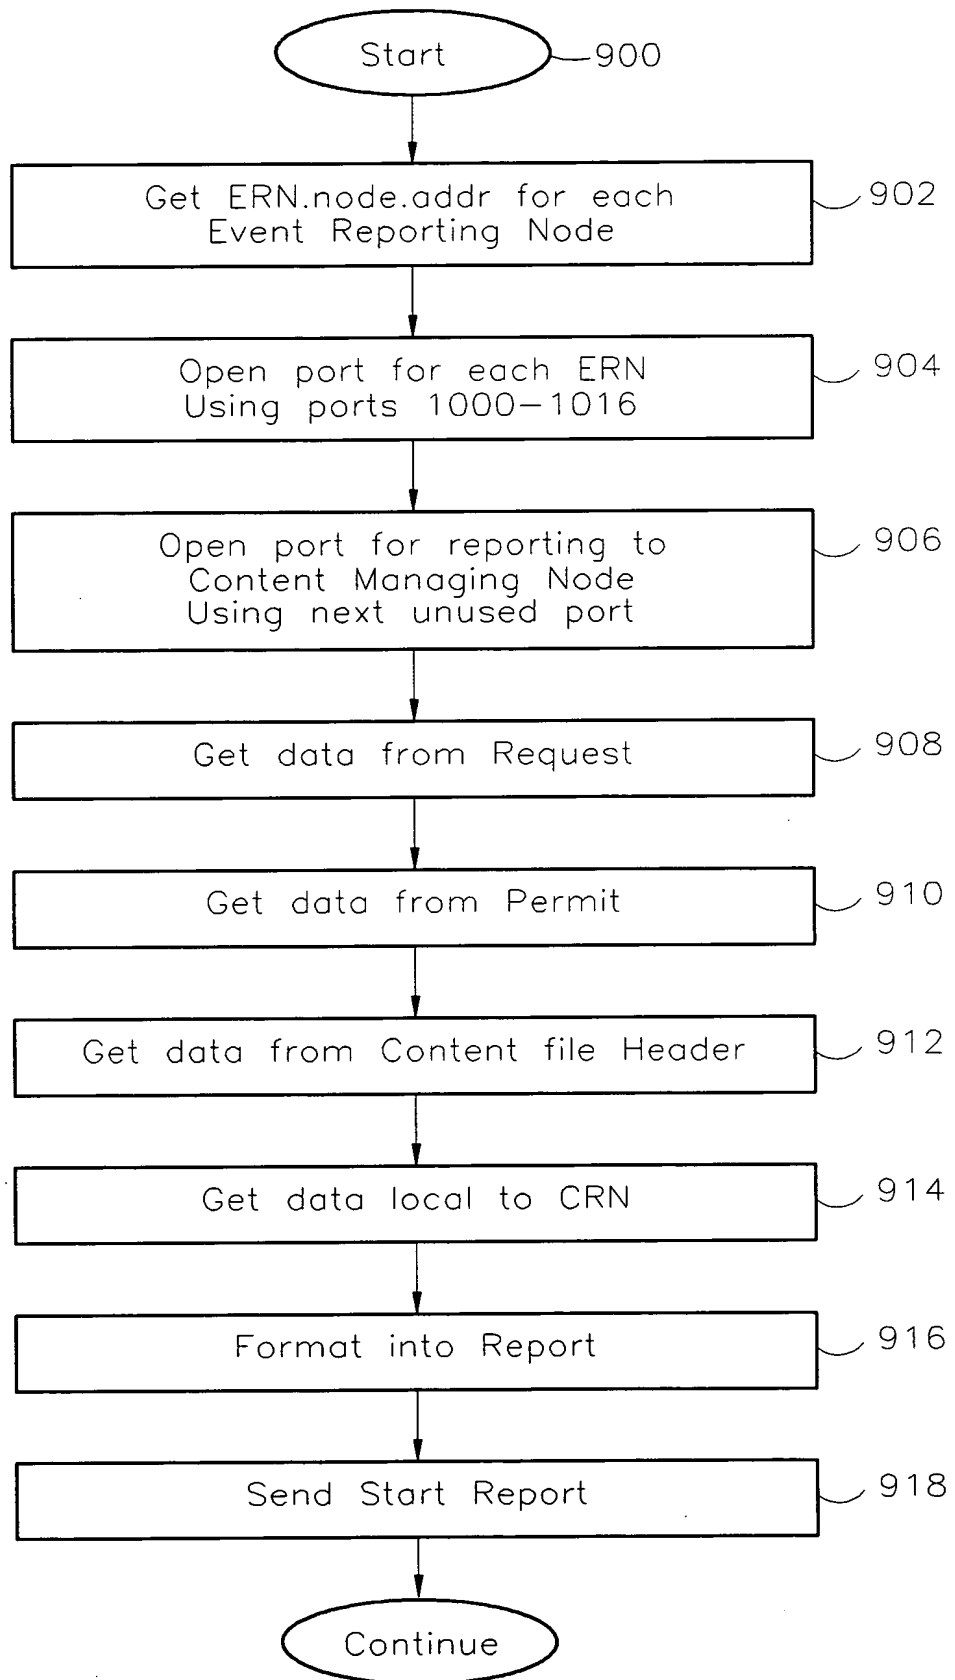 Start
900
Get ERN.node.addr for each
Event Reporting Node
902
Open port for each ERN
Using ports 1000-1016
904
Open port for reporting to
Content Managing Node
Using next unused port
906
Get data from Request
908
Get data from Permit
910
Get data from Content file Header
912
Get data local to CRN
914
Format into Report
916
Send Start Report
918
Continue